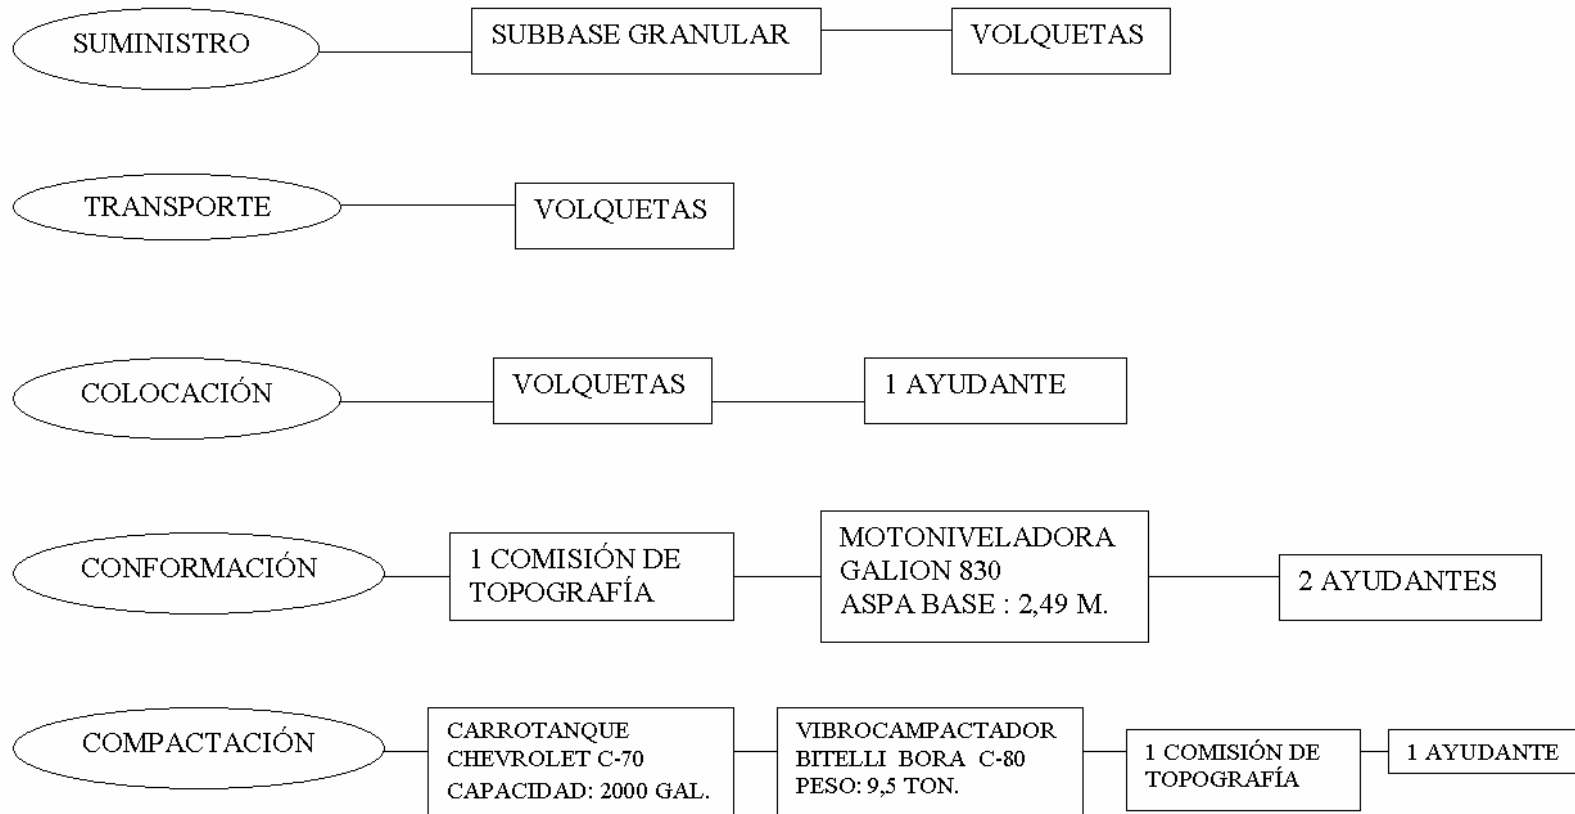 SUMINISTRO
SUBBASE GRANULAR
VOLQUETAS
TRANSPORTE
VOLQUETAS
COLOCACIÓN
VOLQUETAS
1 AYUDANTE
CONFORMACIÓN
1 COMISIÓN DE
TOPOGRAFÍA
MOTONIVELADORA
GALION 830
ASPA BASE : 2,49 M.
2 AYUDANTES
COMPACTACIÓN
CARROTANQUE
CHEVROLET C-70
CAPACIDAD: 2000 GAL.
VIBROCAMPACTADOR
BITELLI BORA C-80
PESO: 9,5 TON.
1 COMISIÓN DE
TOPOGRAFÍA
1 AYUDANTE